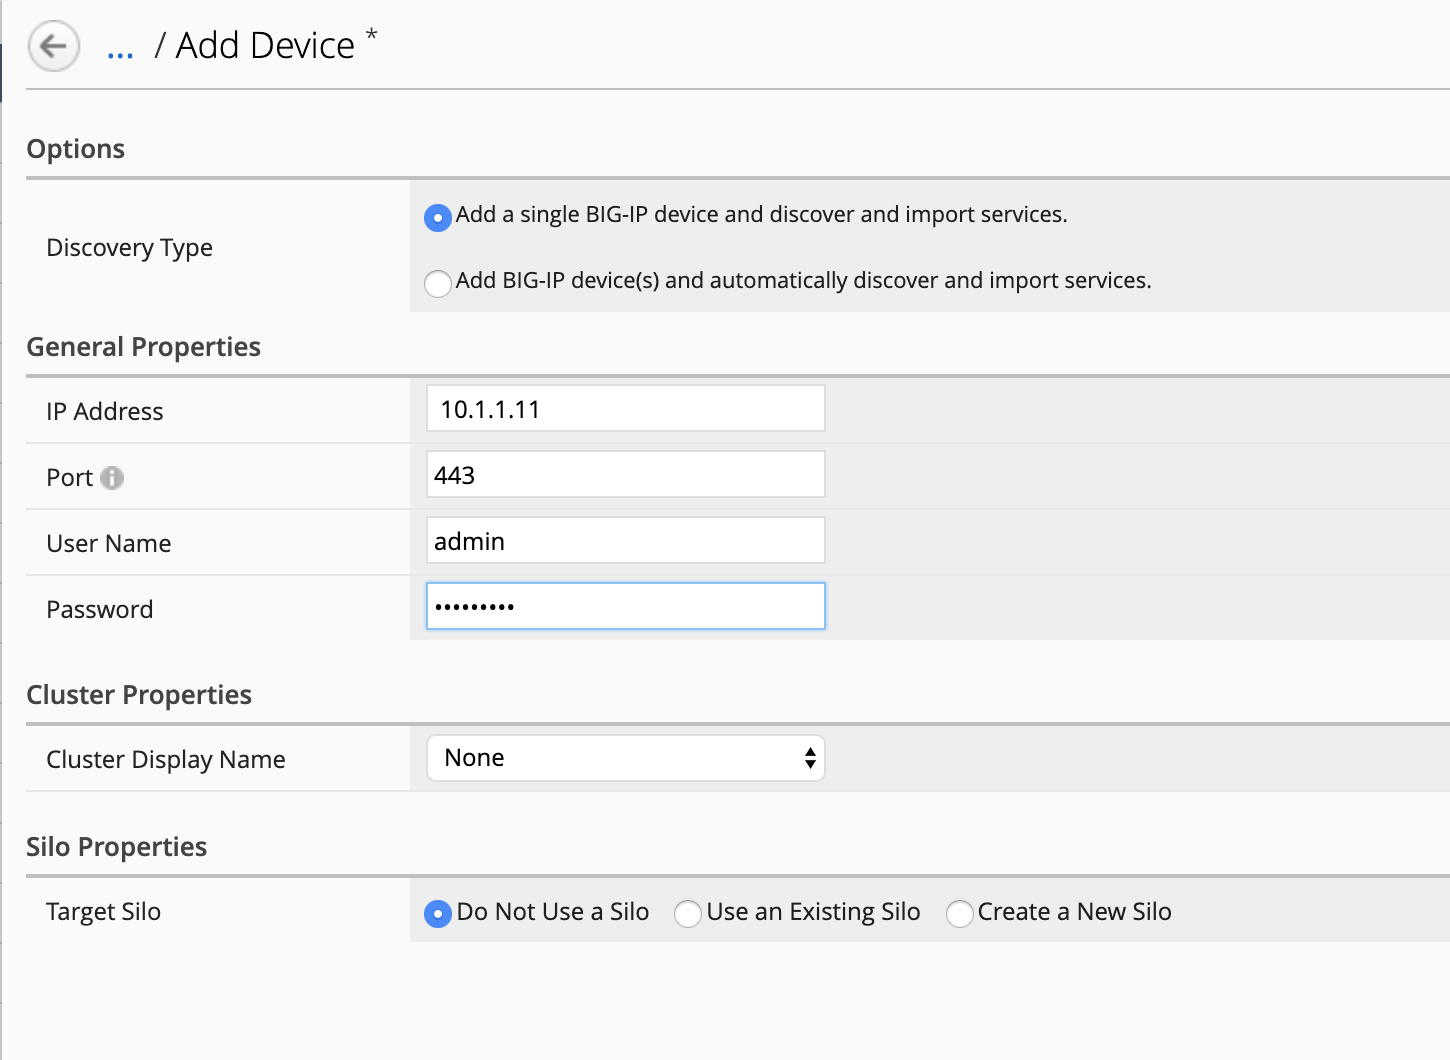 ... / Add Device *
Options
Discovery Type
Add a single BIG-IP device and discover and import services.
Add BIG-IP device(s) and automatically discover and import services.
General Properties
IP Address 10.1.1.11
Port 443
User Name admin
Password •••••••••
Cluster Properties
Cluster Display Name None
Silo Properties
Target Silo Do Not Use a Silo Use an Existing Silo Create a New Silo